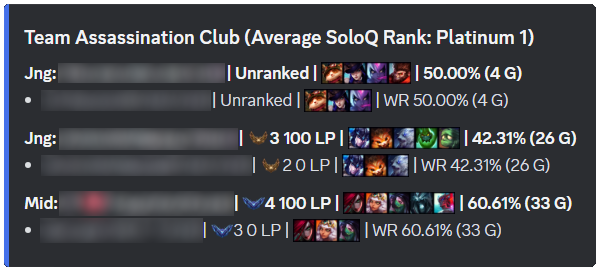 Team Assassination Club (Average SoloQ Rank: Platinum 1)
Jng: | Unranked | | 50.00% (4 G)
• | Unranked | | WR 50.00% (4 G)
Jng: | 3 100 LP | | 42.31% (26 G)
• | 2 0 LP | | WR 42.31% (26 G)
Mid: | 4 100 LP | | 60.61% (33 G)
• | 3 0 LP | | WR 60.61% (33 G)